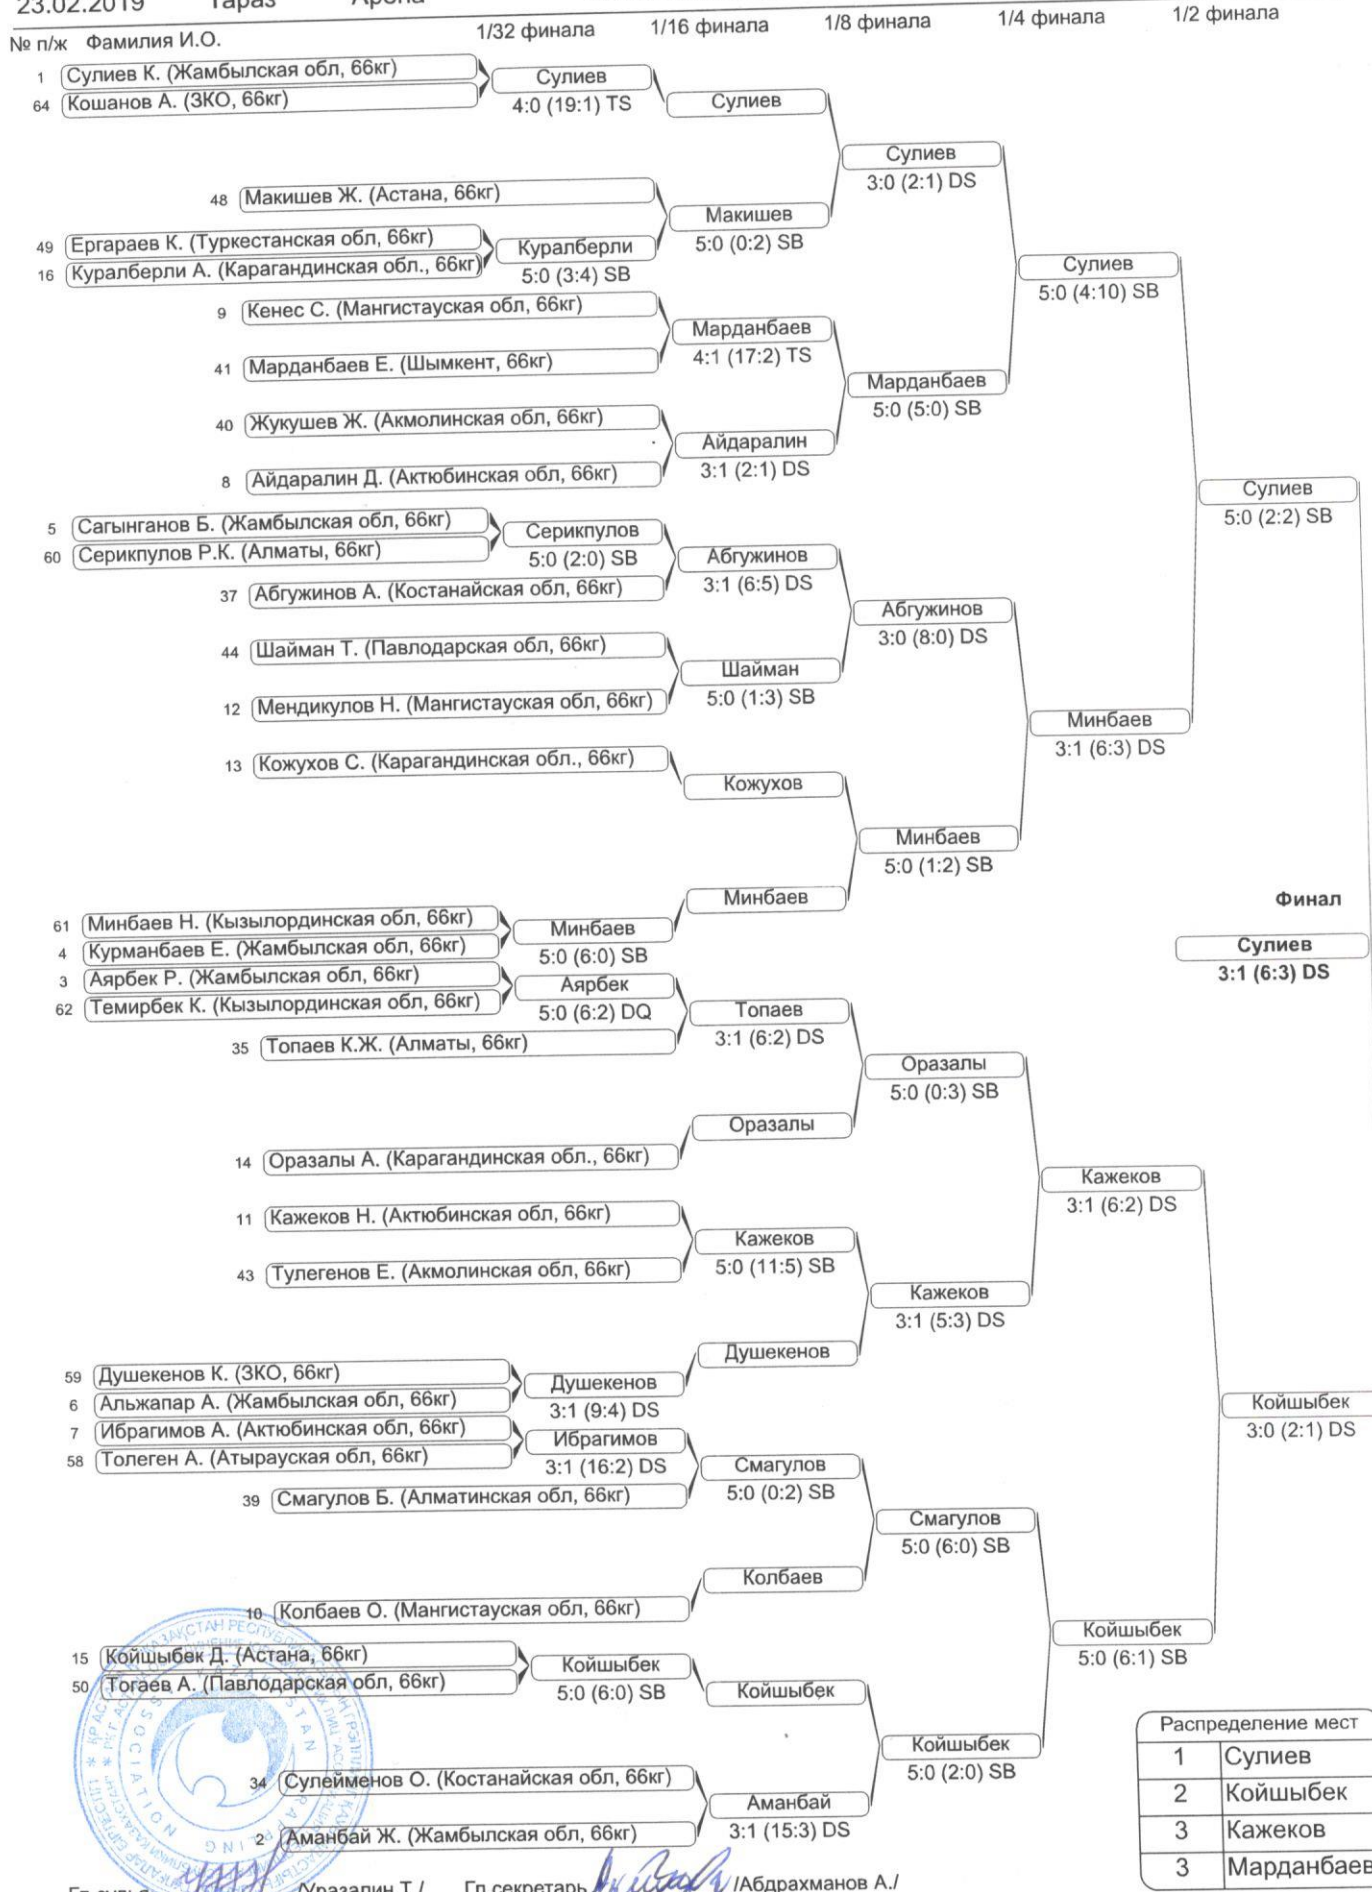 23.02.2019 Тараз Арена
№ п/ж Фамилия И.О. 1/32 финала 1/16 финала 1/8 финала 1/4 финала 1/2 финала
1 Сулиев К. (Жамбылская обл, 66кг)
Сулиев
64 Кошанов А. (ЗКО, 66кг)
4:0 (19:1) TS
Сулиев
Сулиев
3:0 (2:1) DS
48 Макишев Ж. (Астана, 66кг)
Макишев
5:0 (0:2) SB
49 Ергараев К. (Туркестанская обл, 66кг)
Куралберли
16 Куралберли А. (Карагандинская обл., 66кг)
5:0 (3:4) SB
Сулиев
5:0 (4:10) SB
9 Кенес С. (Мангистауская обл, 66кг)
Марданбаев
4:1 (17:2) TS
41 Марданбаев Е. (Шымкент, 66кг)
Марданбаев
5:0 (5:0) SB
40 Жукушев Ж. (Акмолинская обл, 66кг)
Айдаралин
3:1 (2:1) DS
8 Айдаралин Д. (Актюбинская обл, 66кг)
Сулиев
5:0 (2:2) SB
5 Сагынганов Б. (Жамбылская обл, 66кг)
Серикпулов
60 Серикпулов Р.К. (Алматы, 66кг)
5:0 (2:0) SB
Абгужинов
3:1 (6:5) DS
37 Абгужинов А. (Костанайская обл, 66кг)
Абгужинов
3:0 (8:0) DS
44 Шайман Т. (Павлодарская обл, 66кг)
Шайман
5:0 (1:3) SB
12 Мендикулов Н. (Мангистауская обл, 66кг)
Минбаев
3:1 (6:3) DS
13 Кожухов С. (Карагандинская обл., 66кг)
Кожухов
Минбаев
5:0 (1:2) SB
Минбаев
Финал
61 Минбаев Н. (Кызылординская обл, 66кг)
Минбаев
4 Курманбаев Е. (Жамбылская обл, 66кг)
5:0 (6:0) SB
Сулиев
3:1 (6:3) DS
3 Аярбек Р. (Жамбылская обл, 66кг)
Аярбек
62 Темирбек К. (Кызылординская обл, 66кг)
5:0 (6:2) DQ
Топаев
3:1 (6:2) DS
35 Топаев К.Ж. (Алматы, 66кг)
Оразалы
5:0 (0:3) SB
Оразалы
14 Оразалы А. (Карагандинская обл., 66кг)
Кажеков
3:1 (6:2) DS
11 Кажеков Н. (Актюбинская обл, 66кг)
Кажеков
5:0 (11:5) SB
43 Тулегенов Е. (Акмолинская обл, 66кг)
Кажеков
3:1 (5:3) DS
Душекенов
59 Душекенов К. (ЗКО, 66кг)
Душекенов
6 Альжапар А. (Жамбылская обл, 66кг)
3:1 (9:4) DS
Койшыбек
3:0 (2:1) DS
7 Ибрагимов А. (Актюбинская обл, 66кг)
Ибрагимов
58 Толеген А. (Атырауская обл, 66кг)
3:1 (16:2) DS
Смагулов
5:0 (0:2) SB
39 Смагулов Б. (Алматинская обл, 66кг)
Смагулов
5:0 (6:0) SB
Колбаев
10 Колбаев О. (Мангистауская обл, 66кг)
Койшыбек
5:0 (6:1) SB
15 Койшыбек Д. (Астана, 66кг)
Койшыбек
50 Тогаев А. (Павлодарская обл, 66кг)
5:0 (6:0) SB
Койшыбек
Койшыбек
5:0 (2:0) SB
34 Сулейменов О. (Костанайская обл, 66кг)
Аманбай
3:1 (15:3) DS
2 Аманбай Ж. (Жамбылская обл, 66кг)
Распределение мест
1 Сулиев
2 Койшыбек
3 Кажеков
3 Марданбаев
KAZAKSTAN GRAPPLING
/Уразалин Т./ Гл.секретарь /Абдрахманов А./